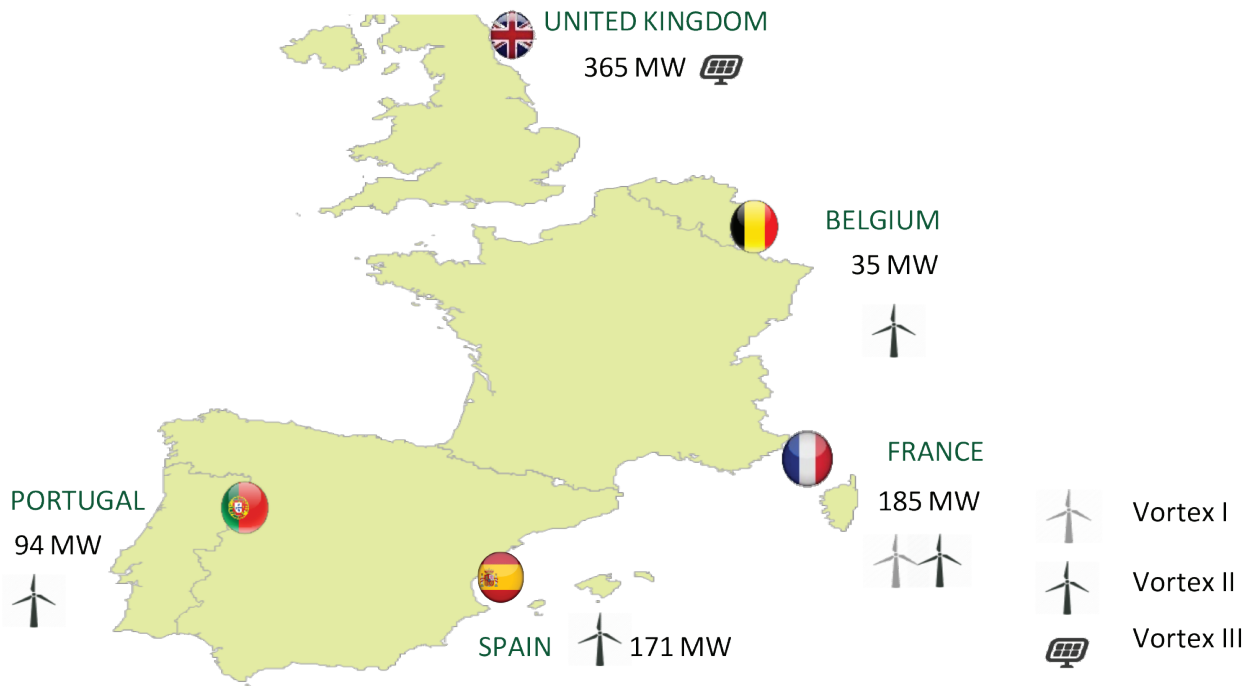 UNITED KINGDOM
365 MW
BELGIUM
35 MW
FRANCE
185 MW
PORTUGAL
94 MW
SPAIN 171 MW
Vortex I
Vortex II
Vortex III